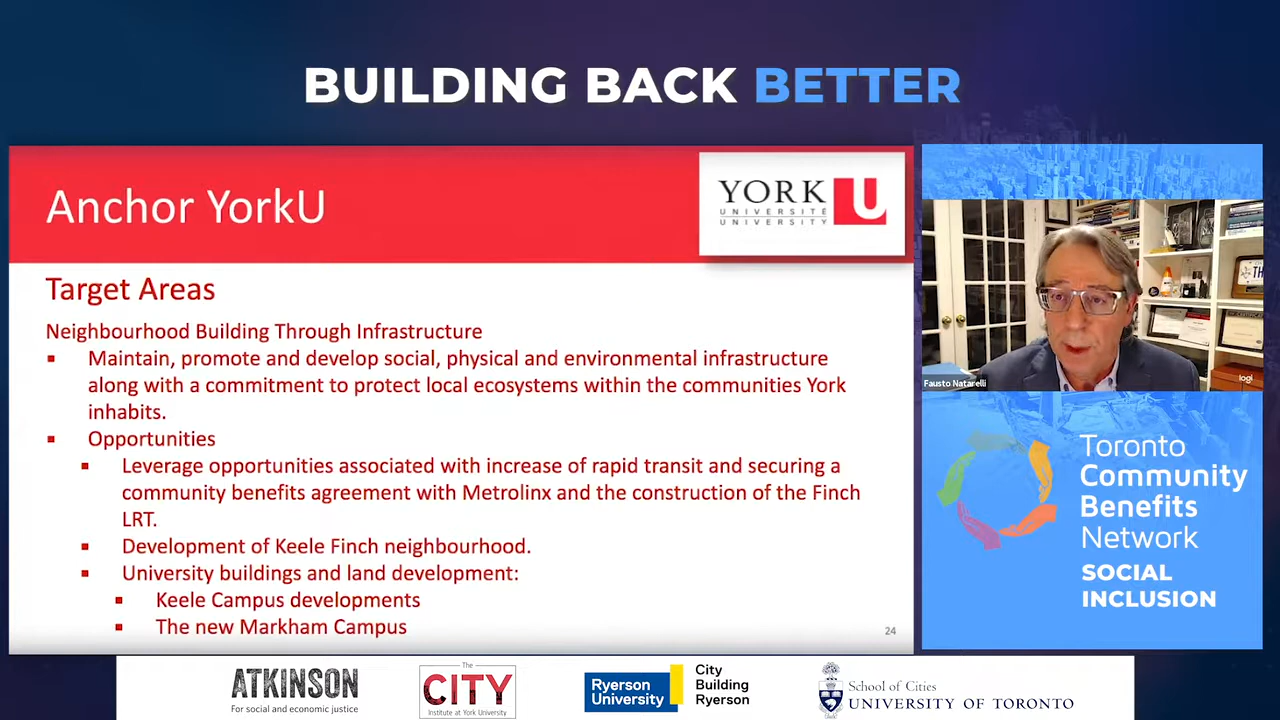 BUILDING BACK BETTER
Anchor YorkU
YORK U
UNIVERSITÉ
UNIVERSITY
Target Areas
Neighbourhood Building Through Infrastructure
Maintain, promote and develop social, physical and environmental infrastructure
along with a commitment to protect local ecosystems within the communities York
inhabits.
Opportunities
Leverage opportunities associated with increase of rapid transit and securing a
community benefits agreement with Metrolinx and the construction of the Finch
LRT.
Development of Keele Finch neighbourhood.
University buildings and land development:
Keele Campus developments
The new Markham Campus
24
Fausto Natarelli
logi
Toronto
Community
Benefits
Network
SOCIAL
INCLUSION
ATKINSON
For social and economic justice
The
CITY
Institute at York University
Ryerson
University
City
Building
Ryerson
School of Cities
UNIVERSITY OF TORONTO